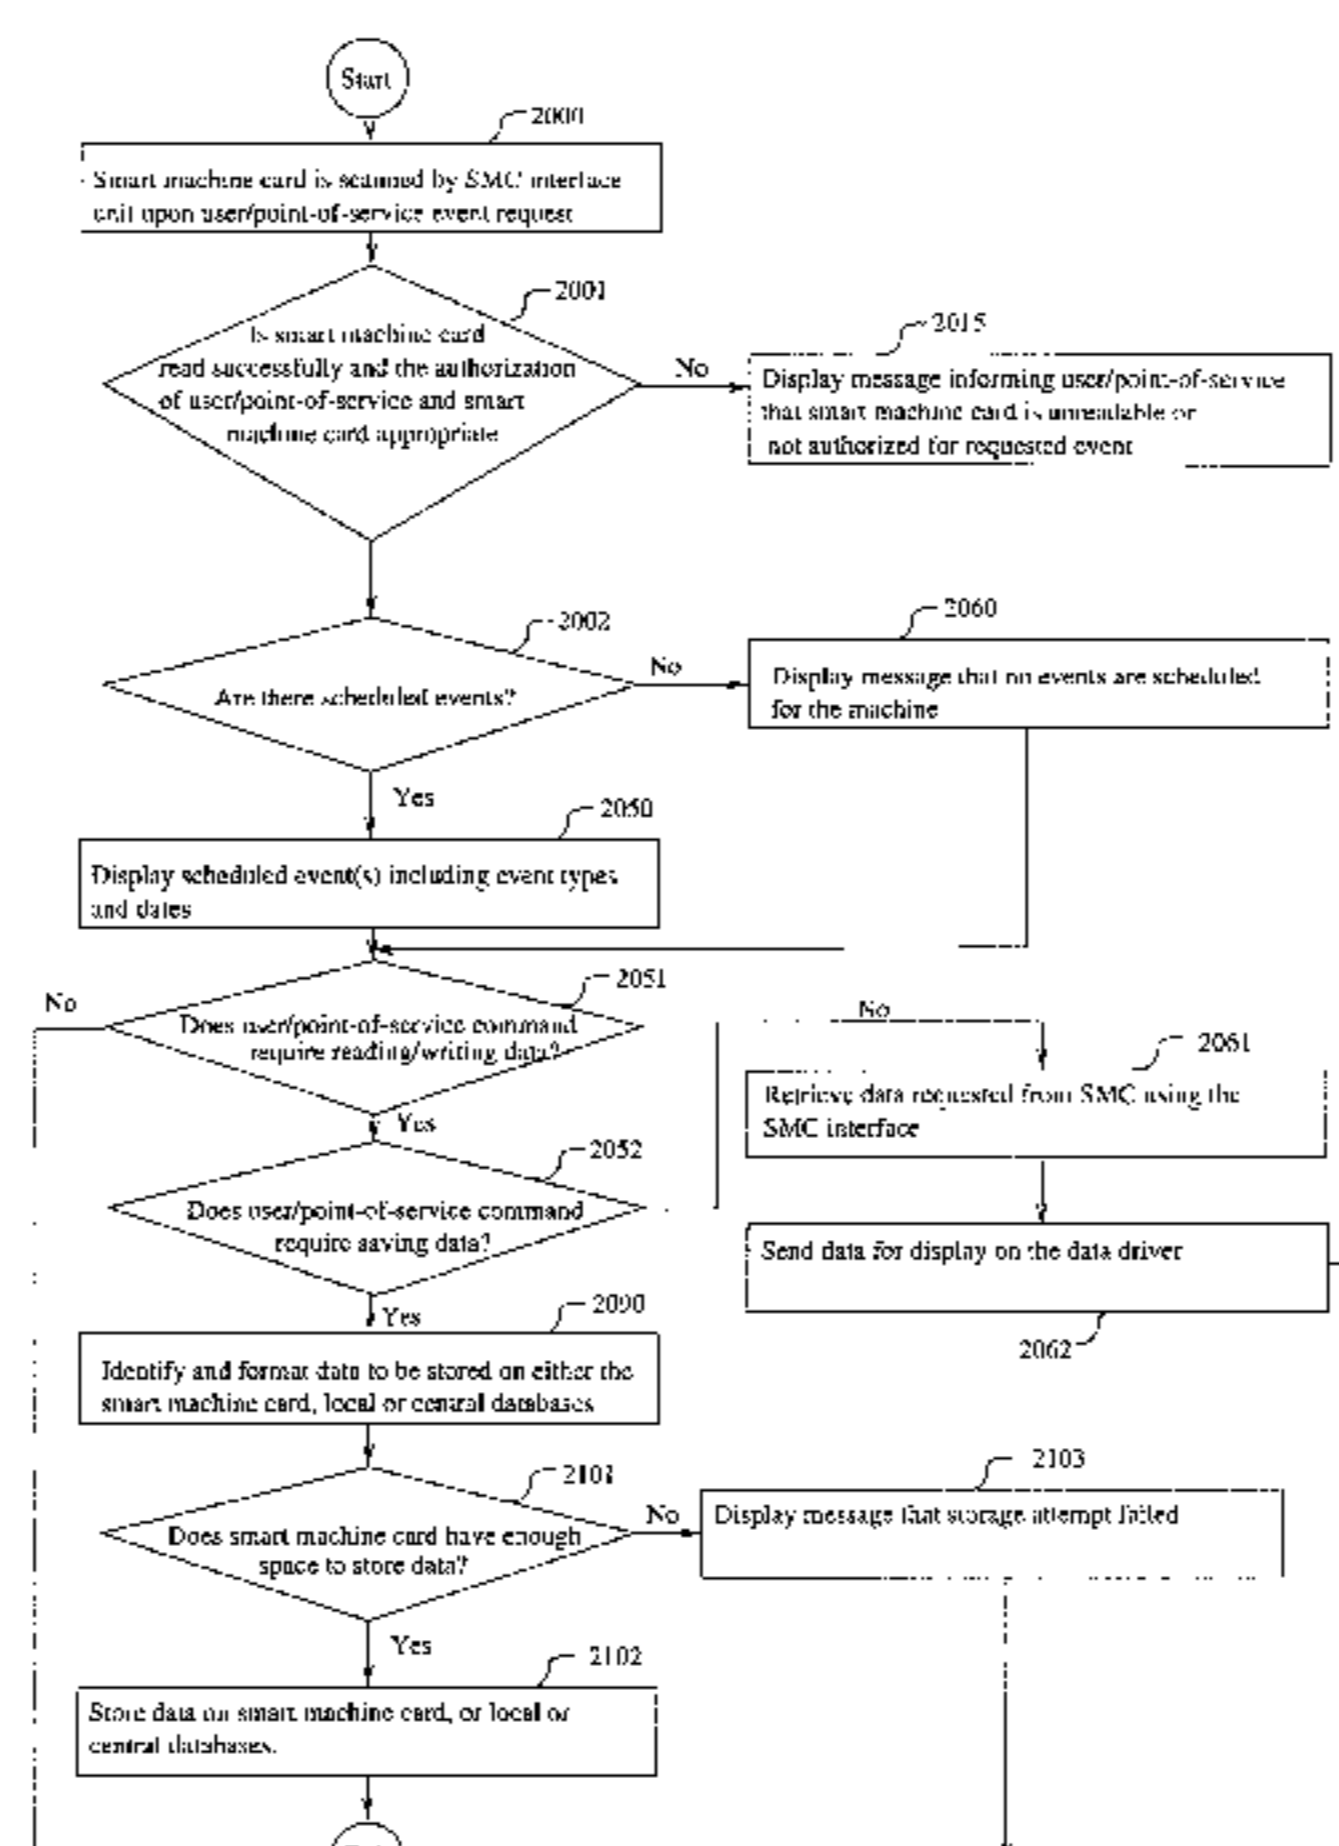 Start
2000
Smart machine card is scanned by SMC interface
unit upon user/point-of-service event request
2001
Is smart machine card
read successfully and the authorization
of user/point-of-service and smart
machine card appropriate
No
2015
Display message informing user/point-of-service
that smart machine card is unreadable or
not authorized for requested event
2002
Are there scheduled events?
No
2060
Display message that no events are scheduled
for the machine
Yes
2050
Display scheduled event(s) including event types
and dates
2051
No
Does user/point-of-service command
require reading/writing data?
Yes
No
2061
Retrieve data requested from SMC using the
SMC interface
2052
Does user/point-of-service command
require saving data?
Send data for display on the data driver
2062
Yes
2090
Identify and format data to be stored on either the
smart machine card, local or central databases
2101
Does smart machine card have enough
space to store data?
No
2103
Display message that storage attempt failed
Yes
2102
Store data on smart machine card, or local or
central databases.